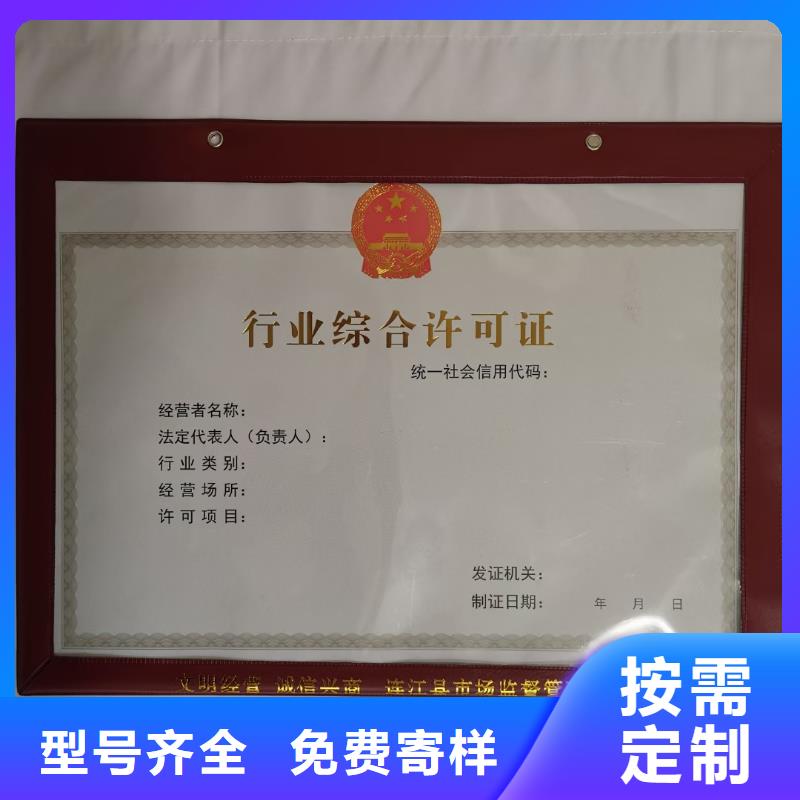 行业综合许可证
统一社会信用代码：
经营者名称：
法定代表人（负责人）：
行业类别：
经营场所：
许可项目：
发证机关：
制证日期： 年 月 日
文明经营 诚信兴商 连江县市场监督管
型号齐全 免费寄样
按需
定制